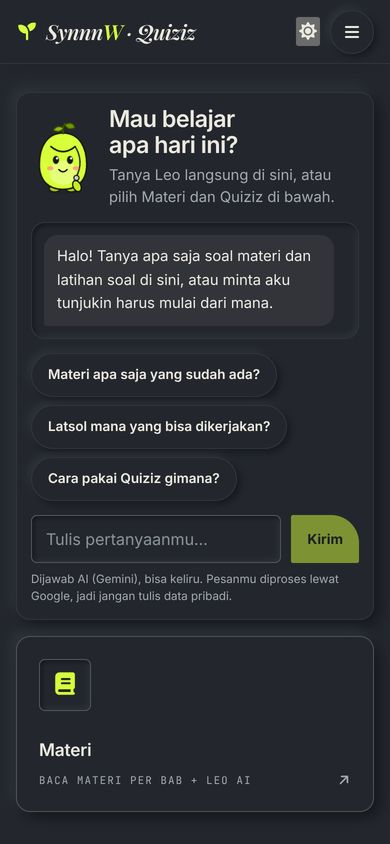 SynnnW · Quiziz
Mau belajar
apa hari ini?
Tanya Leo langsung di sini, atau
pilih Materi dan Quiziz di bawah.
Halo! Tanya apa saja soal materi dan
latihan soal di sini, atau minta aku
tunjukin harus mulai dari mana.
Materi apa saja yang sudah ada?
Latsol mana yang bisa dikerjakan?
Cara pakai Quiziz gimana?
Tulis pertanyaanmu...
Kirim
Dijawab AI (Gemini), bisa keliru. Pesanmu diproses lewat
Google, jadi jangan tulis data pribadi.
Materi
BACA MATERI PER BAB + LEO AI